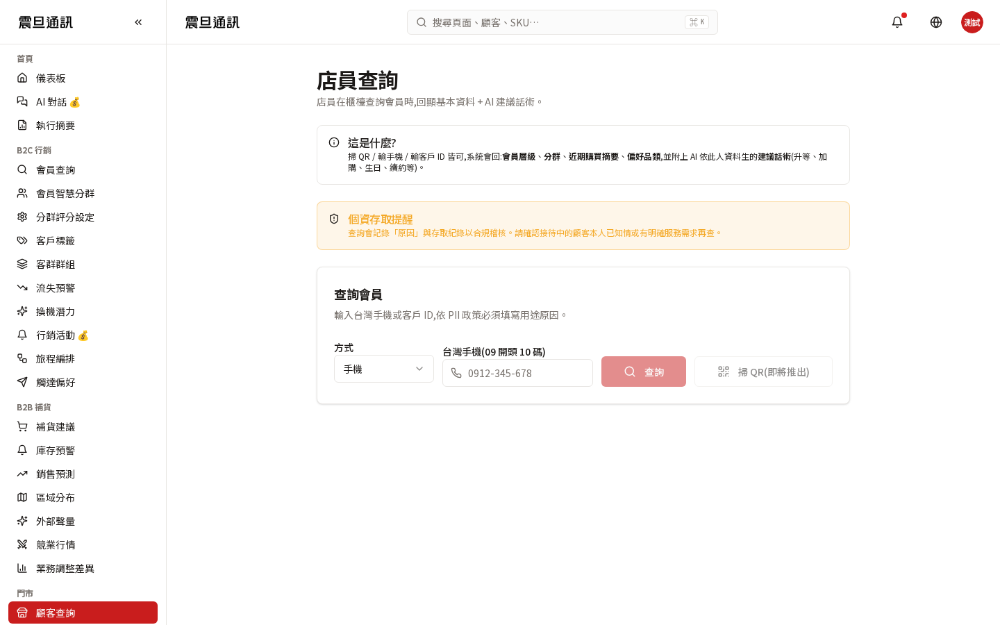 震旦通訊
震旦通訊
搜尋頁面、顧客、SKU…
⌘ K
測試
首頁
儀表板
AI 對話 💰
執行摘要
B2C 行銷
會員查詢
會員智慧分群
分群評分設定
客戶標籤
客群群組
流失預警
換機潛力
行銷活動 💰
旅程編排
觸達偏好
B2B 補貨
補貨建議
庫存預警
銷售預測
區域分布
外部聲量
競業行情
業務調整差異
門市
顧客查詢
店員查詢
店員在櫃檯查詢會員時,回顯基本資料 + AI 建議話術。
這是什麼?
掃 QR / 輸手機 / 輸客戶 ID 皆可,系統會回:會員層級、分群、近期購買摘要、偏好品類,並附上 AI 依此人資料生的建議話術(升等、加
購、生日、續約等)。
個資存取提醒
查詢會記錄「原因」與存取紀錄以合規稽核。請確認接待中的顧客本人已知情或有明確服務需求再查。
查詢會員
輸入台灣手機或客戶 ID,依 PII 政策必須填寫用途原因。
方式
手機
台灣手機(09 開頭 10 碼)
0912-345-678
查詢
掃 QR(即將推出)